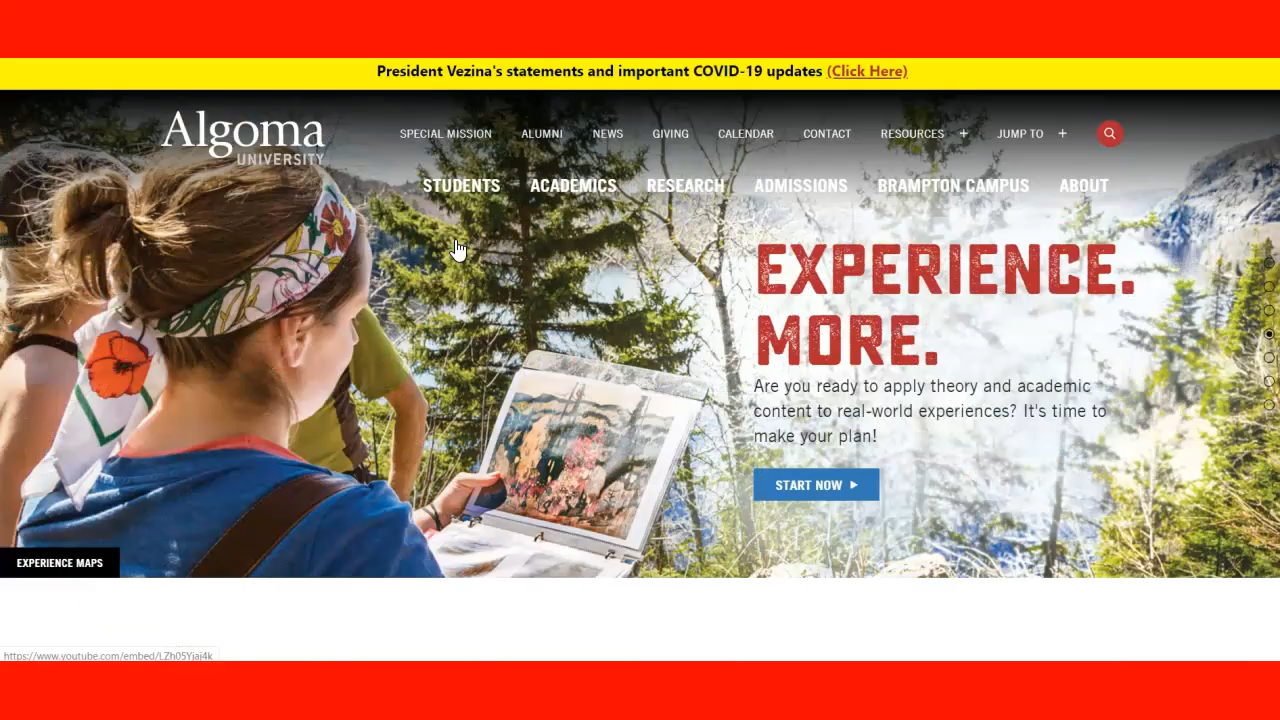 President Vezina's statements and important COVID-19 updates (Click Here)
Algoma
UNIVERSITY
SPECIAL MISSION ALUMNI NEWS GIVING CALENDAR CONTACT RESOURCES + JUMP TO +
STUDENTS ACADEMICS RESEARCH ADMISSIONS BRAMPTON CAMPUS ABOUT
EXPERIENCE.
MORE.
Are you ready to apply theory and academic
content to real-world experiences? It's time to
make your plan!
START NOW
EXPERIENCE MAPS
https://www.youtube.com/embed/LZh05Yjaj4k